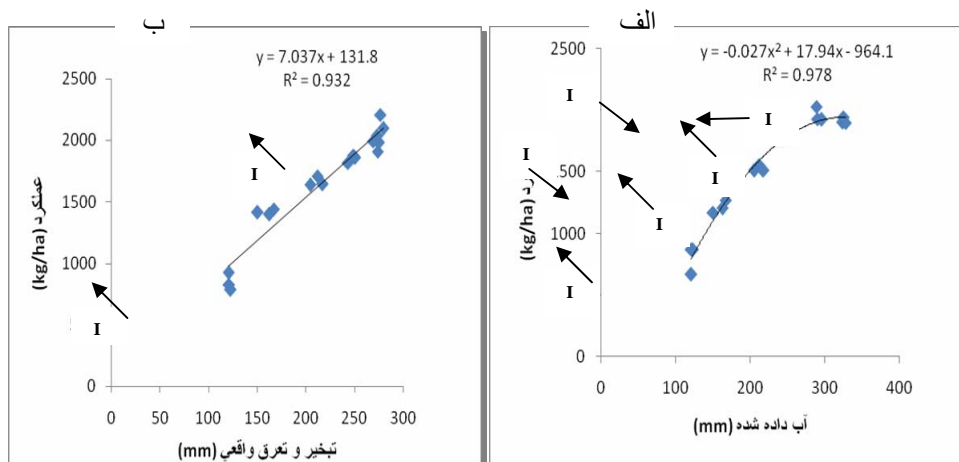 الف
y = -0.027x² + 17.94x - 964.1
R² = 0.978
2500
I
I
I
500
I
I
1000
I
0
(kg/ha)
0 100 200 300 400
آب داده شده (mm)
ب
y = 7.037x + 131.8
R² = 0.932
2500
2000
I
1500
1000
I
0
عملکرد (kg/ha)
0 50 100 150 200 250 300
تبخير و تعرق واقعي (mm)